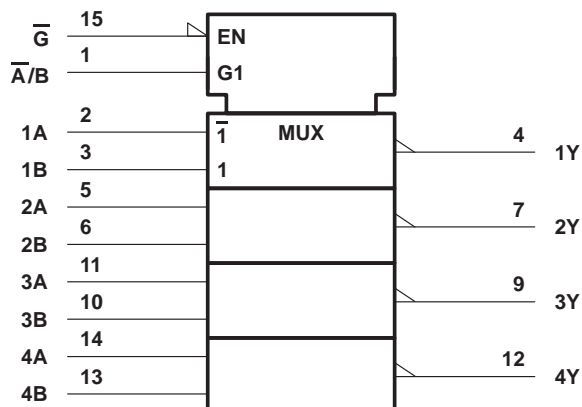 G̅ 15 EN
A̅/B 1 G1
MUX
1A 2 1̅
1B 3 1
4 1Y
2A 5
2B 6
7 2Y
3A 11
3B 10
9 3Y
4A 14
4B 13
12 4Y